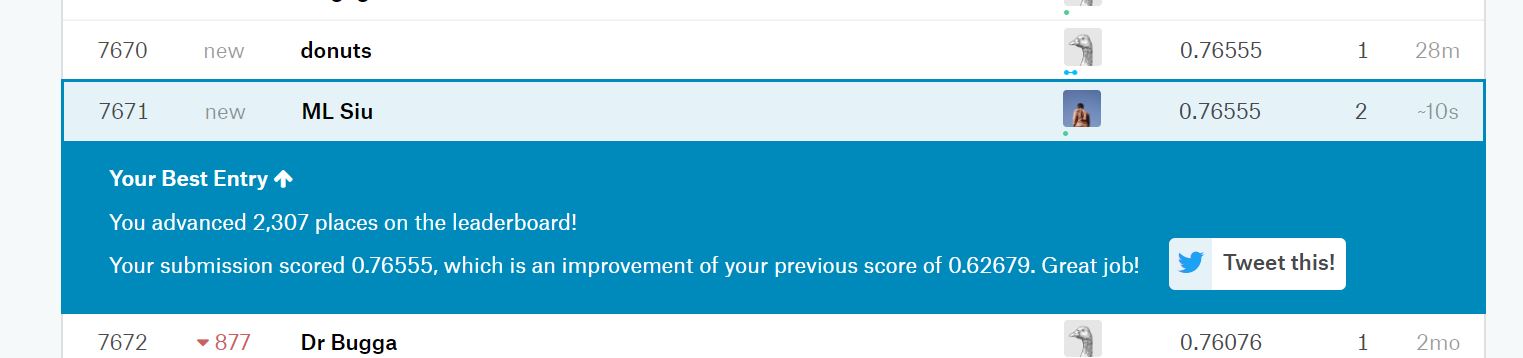 7670 new donuts 0.76555 1 28m
7671 new ML Siu 0.76555 2 ~10s
Your Best Entry ↑
You advanced 2,307 places on the leaderboard!
Your submission scored 0.76555, which is an improvement of your previous score of 0.62679. Great job! Tweet this!
7672 877 Dr Bugga 0.76076 1 2mo